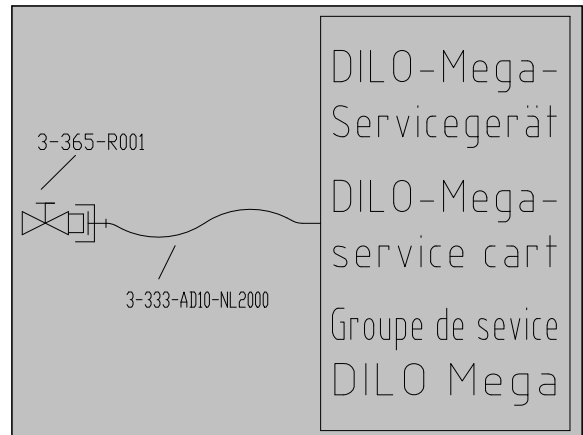 3-365-R001
3-333-AD10-NL2000
DILO-Mega-
Servicegerät
DILO-Mega-
service cart
Groupe de sevice
DILO Mega